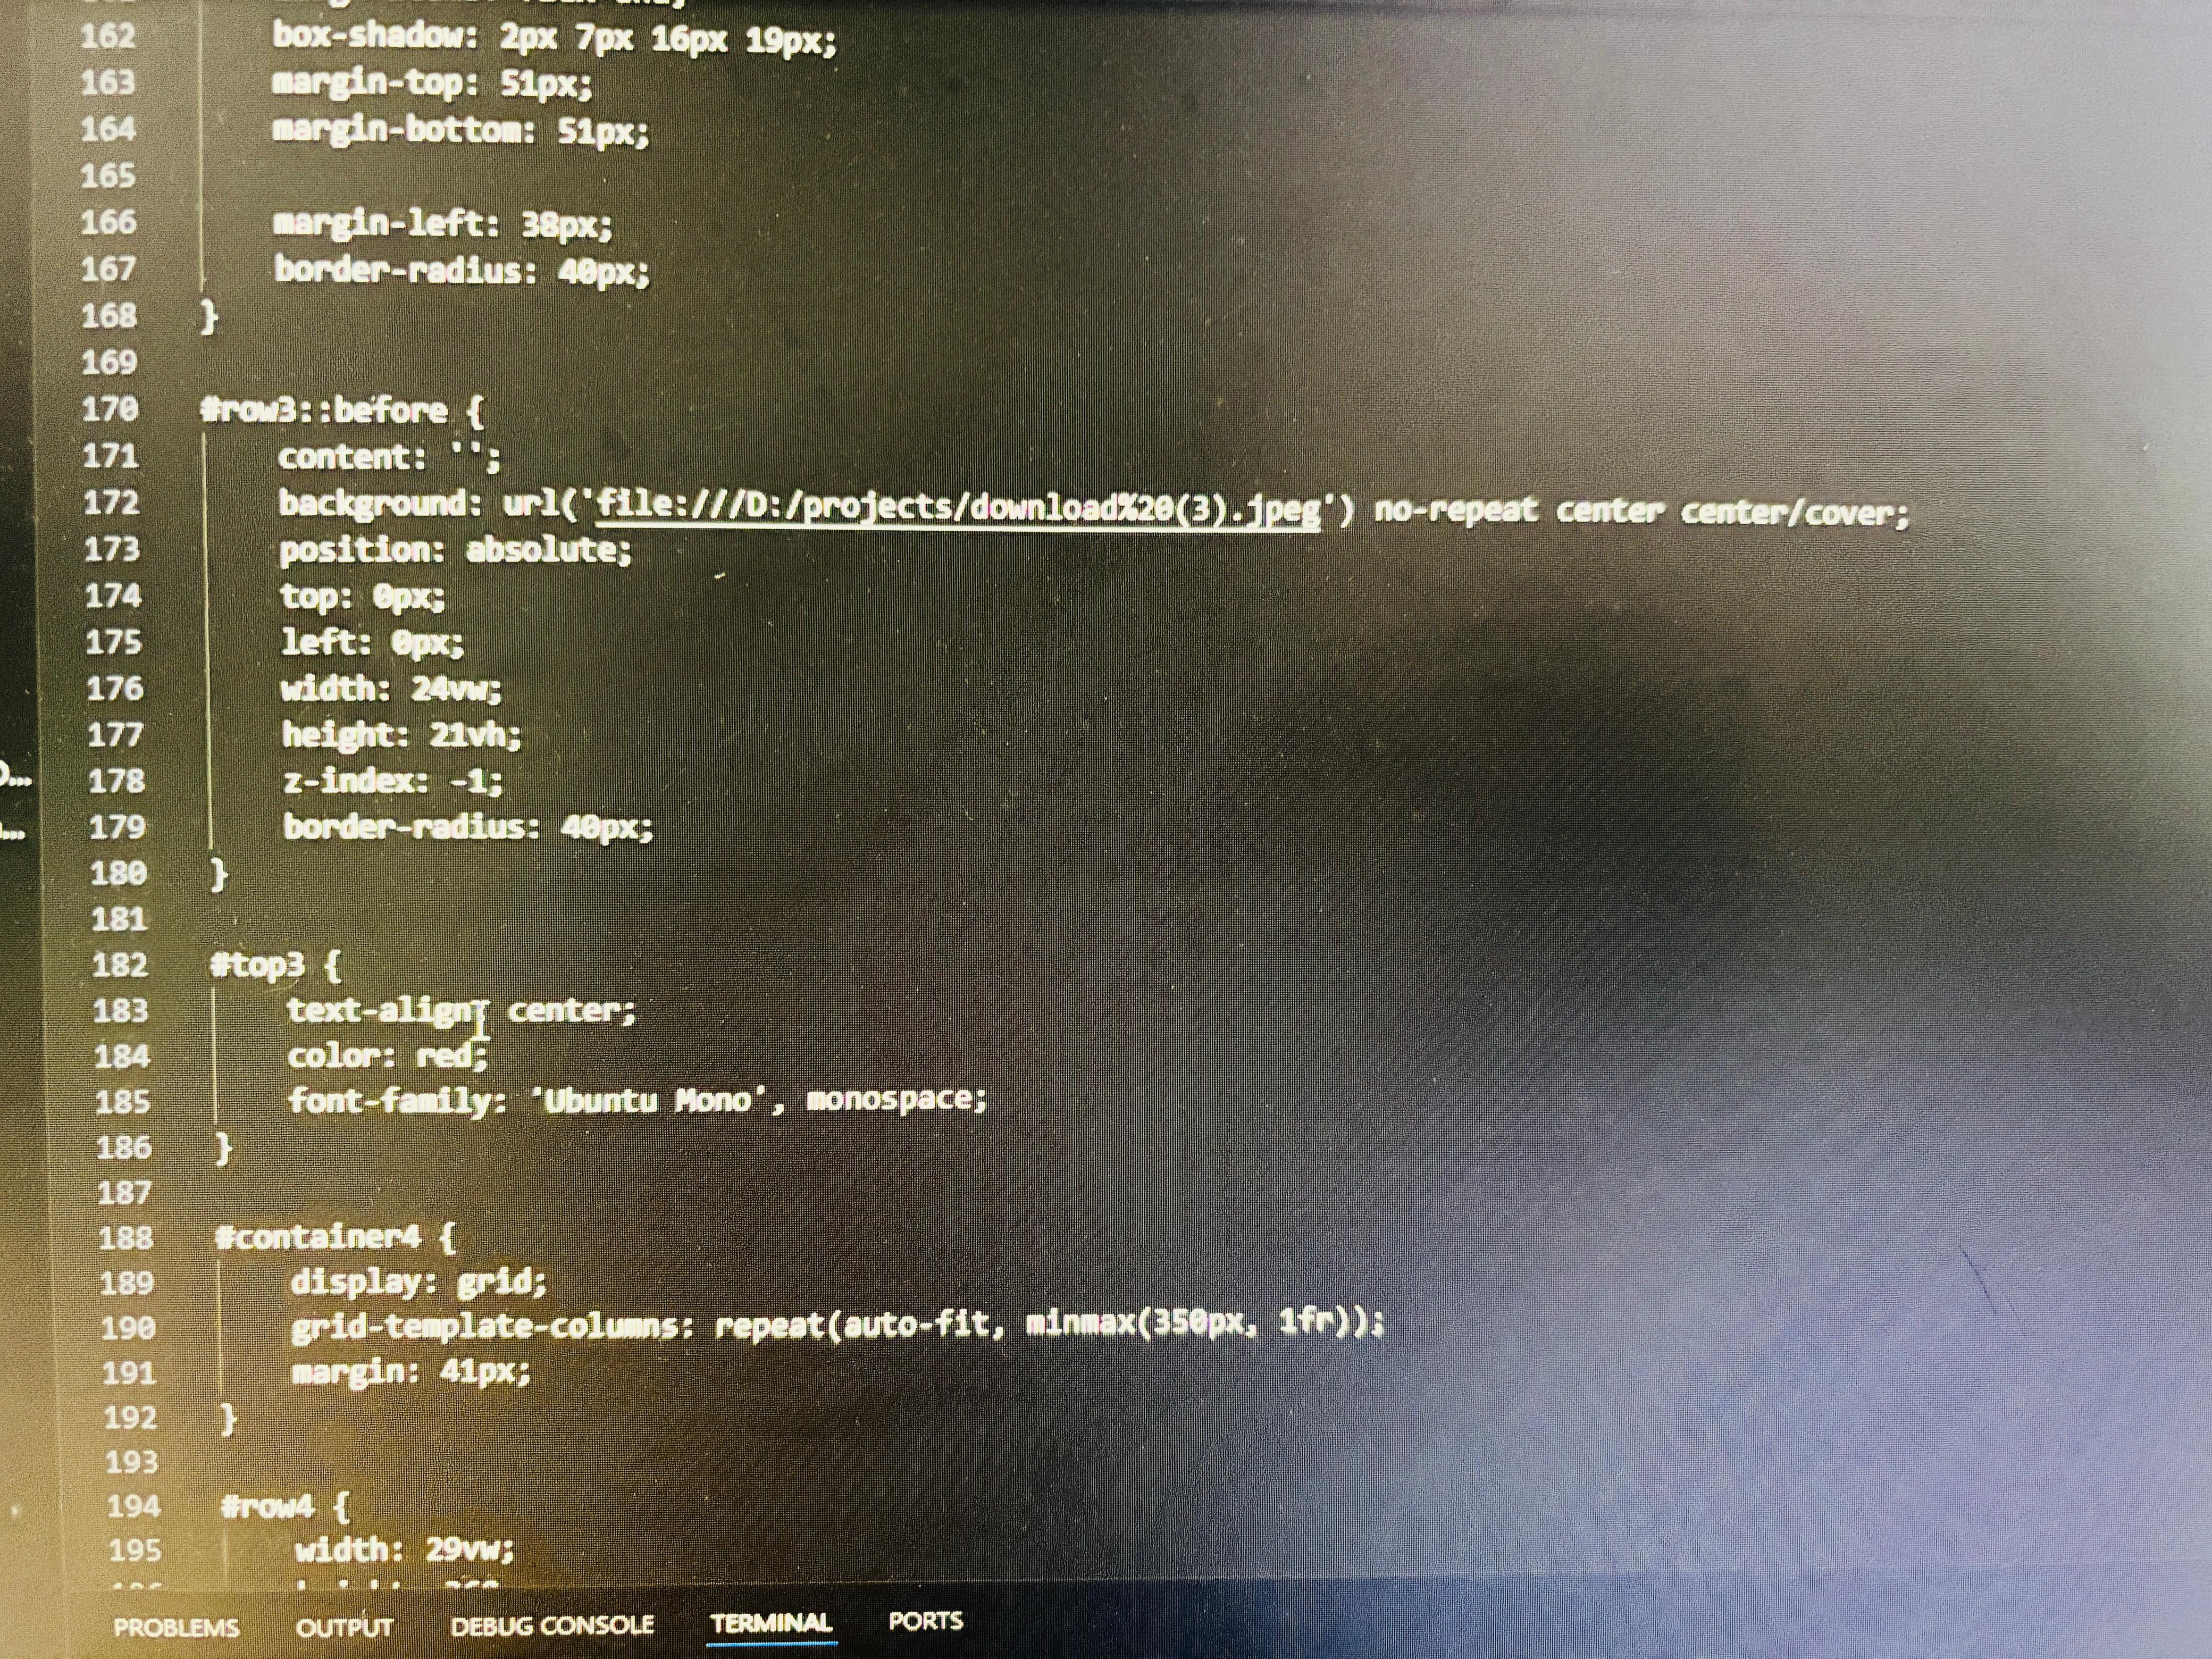 162 box-shadow: 2px 7px 16px 19px;
163 margin-top: 51px;
164 margin-bottom: 51px;
165
166 margin-left: 38px;
167 border-radius: 40px;
168 }
169
170 #row3::before {
171 content: '';
172 background: url('file:///D:/projects/download%20(3).jpeg') no-repeat center center/cover;
173 position: absolute;
174 top: 0px;
175 left: 0px;
176 width: 24vw;
177 height: 21vh;
178 z-index: -1;
179 border-radius: 40px;
180 }
181
182 #top3 {
183 text-align: center;
184 color: red;
185 font-family: 'Ubuntu Mono', monospace;
186 }
187
188 #container4 {
189 display: grid;
190 grid-template-columns: repeat(auto-fit, minmax(350px, 1fr));
191 margin: 41px;
192 }
193
194 #row4 {
195 width: 29vw;
PROBLEMS OUTPUT DEBUG CONSOLE TERMINAL PORTS